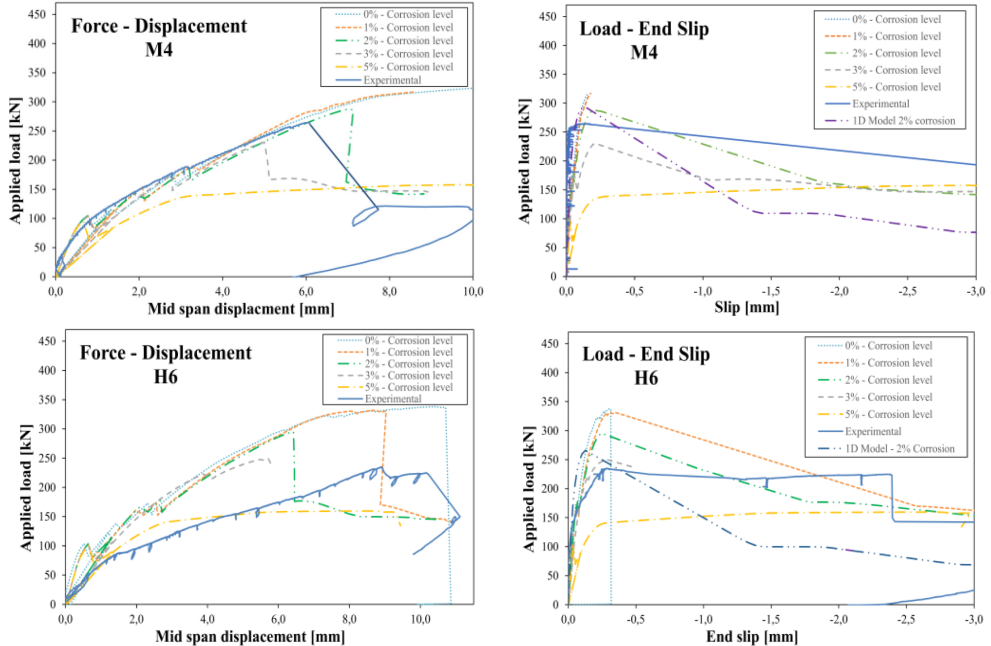 Force - Displacement
M4
0% - Corrosion level
1% - Corrosion level
2% - Corrosion level
3% - Corrosion level
5% - Corrosion level
Experimental
Applied load [kN]
450
400
350
300
250
200
150
100
50
0
0,0 2,0 4,0 6,0 8,0 10,0
Mid span displacement [mm]
Load - End Slip
M4
0% - Corrosion level
1% - Corrosion level
2% - Corrosion level
3% - Corrosion level
5% - Corrosion level
Experimental
1D Model 2% corrosion
Applied load [kN]
450
400
350
300
250
200
150
100
50
0
0,0 -0,5 -1,0 -1,5 -2,0 -2,5 -3,0
Slip [mm]
Force - Displacement
H6
0% - Corrosion level
1% - Corrosion level
2% - Corrosion level
3% - Corrosion level
5% - Corrosion level
Experimental
Applied load [kN]
450
400
350
300
250
200
150
100
50
0
0,0 2,0 4,0 6,0 8,0 10,0
Mid span displacement [mm]
Load - End Slip
H6
0% - Corrosion level
1% - Corrosion level
2% - Corrosion level
3% - Corrosion level
5% - Corrosion level
Experimental
1D Model - 2% Corrosion
Applied load [kN]
450
400
350
300
250
200
150
100
50
0
0,0 -0,5 -1,0 -1,5 -2,0 -2,5 -3,0
End slip [mm]